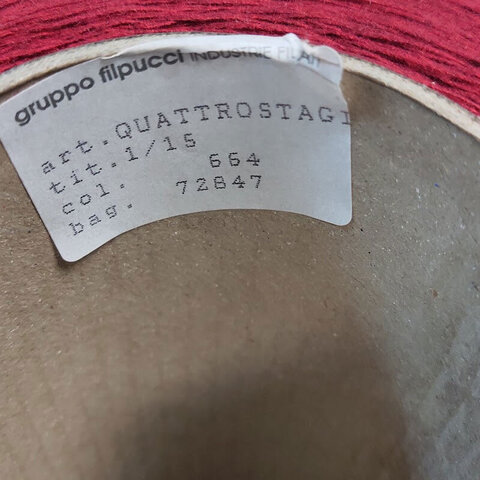 gruppo filpucci INDUSTRIE FILATI
art. QUATTROSTAGI
tit. 1/15
col: 664
bag. 72847